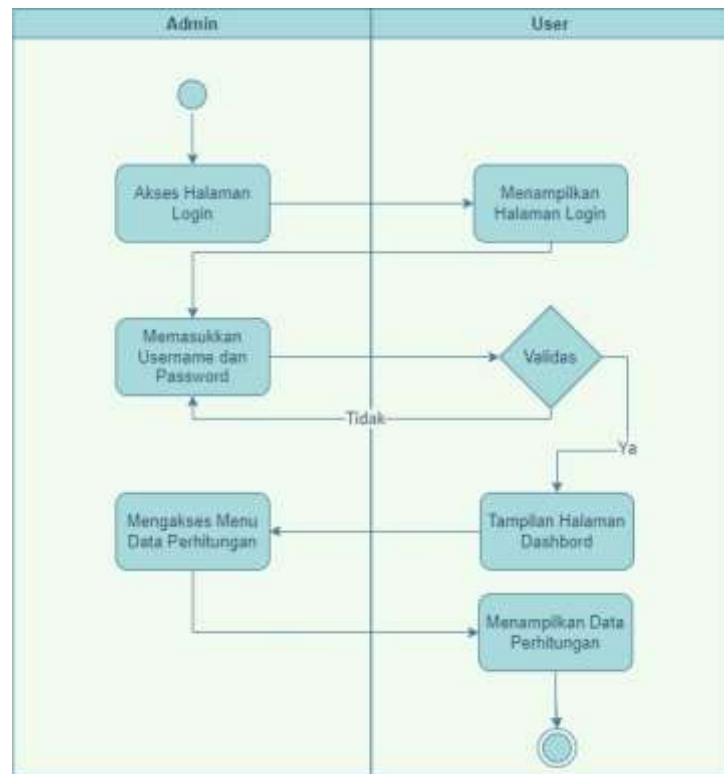 Admin
User
Akses Halaman
Login
Menampilkan
Halaman Login
Memasukkan
Username dan
Password
Validas
Tidak
Ya
Mengakses Menu
Data Perhitungan
Tampilan Halaman
Dashbord
Menampilkan Data
Perhitungan